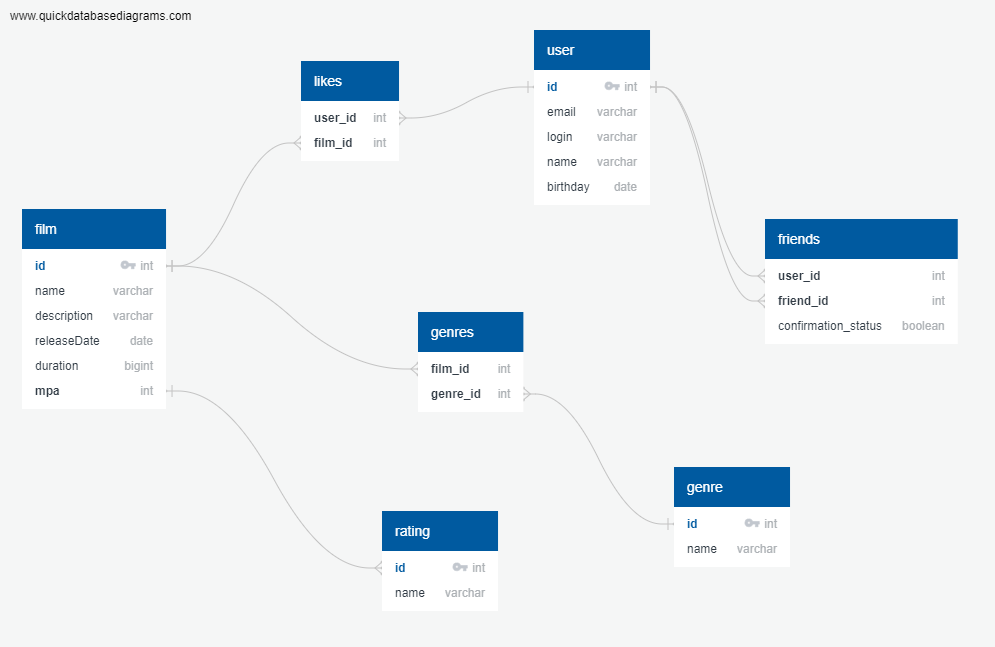 www.quickdatabasediagrams.com
user
id int
email varchar
login varchar
name varchar
birthday date
likes
user_id int
film_id int
film
id int
name varchar
description varchar
releaseDate date
duration bigint
mpa int
friends
user_id int
friend_id int
confirmation_status boolean
genres
film_id int
genre_id int
genre
id int
name varchar
rating
id int
name varchar